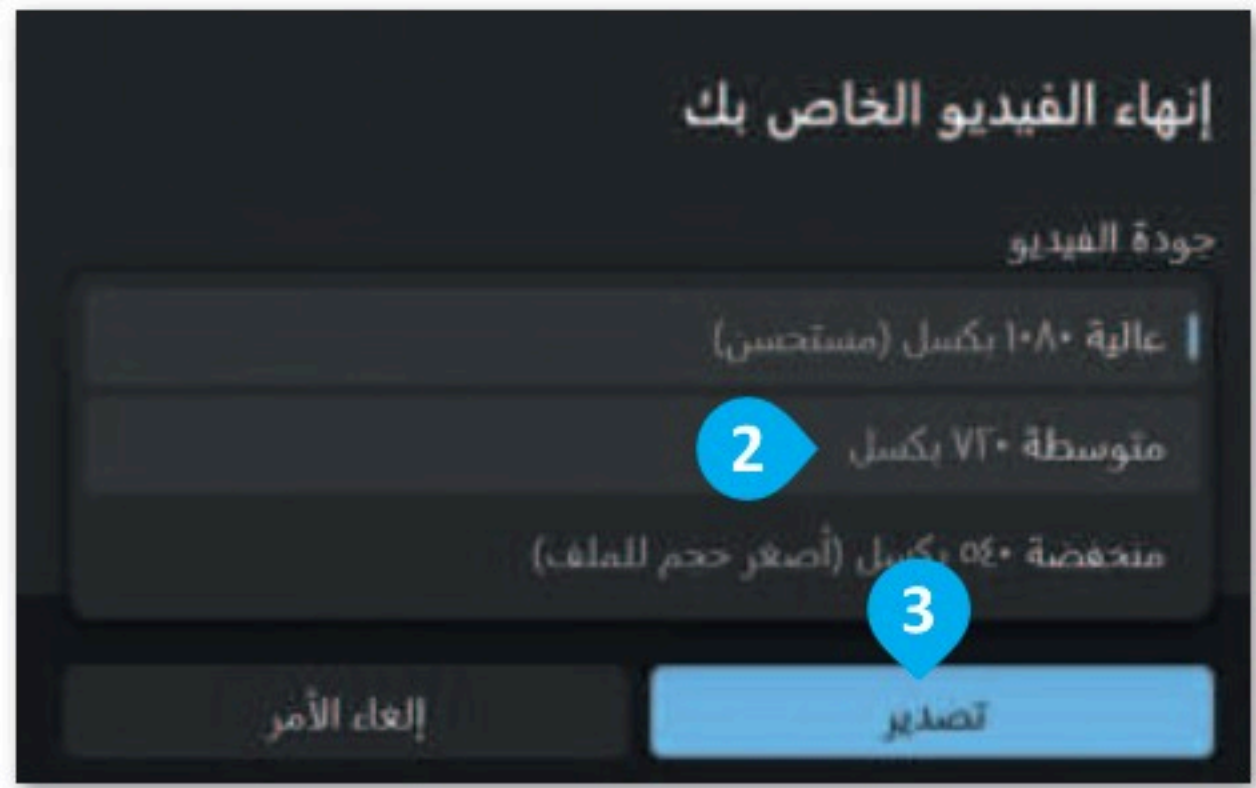 إنهاء الفيديو الخاص بك
جودة الفيديو
عالية ١٠٨٠ بكسل (مستحسن)
متوسطة ٧٢٠ بكسل
2
منخفضة ٥٤٠ بكسل (أصغر حجم للملف)
3
تصدير
إلغاء الأمر